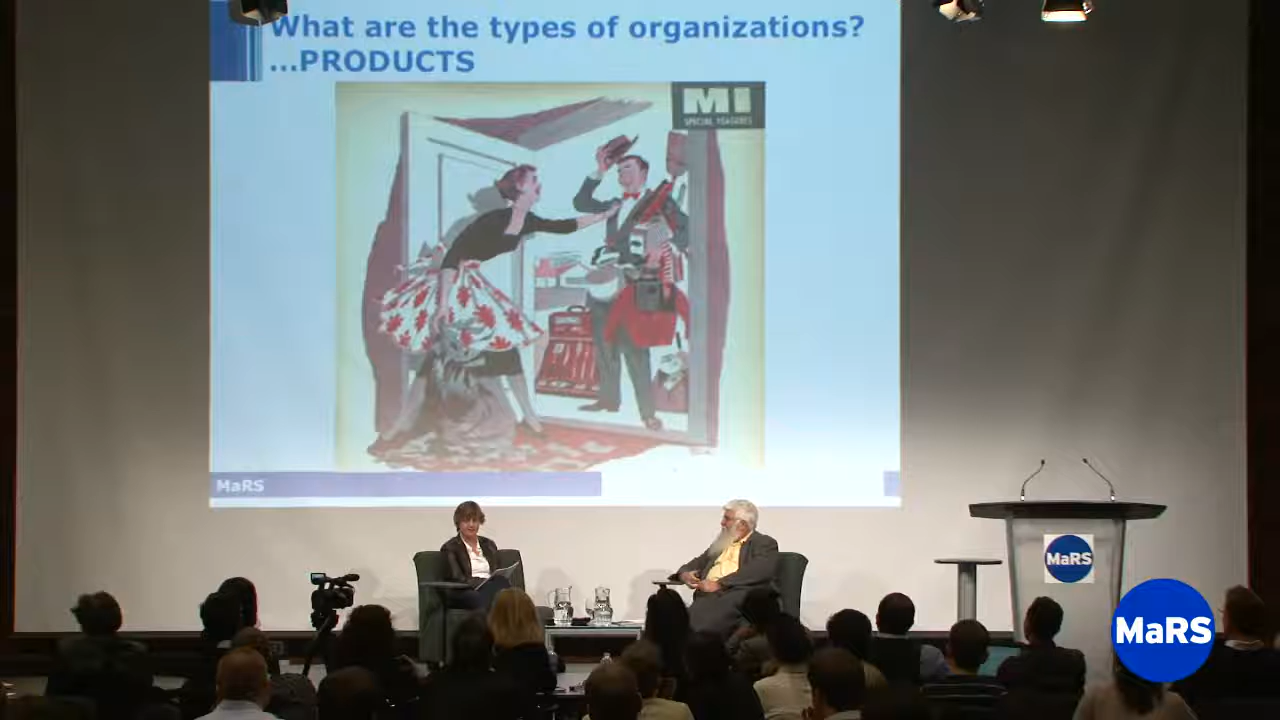 What are the types of organizations?
...PRODUCTS
MI
SPECIAL FEATURES
MaRS
MaRS
MaRS